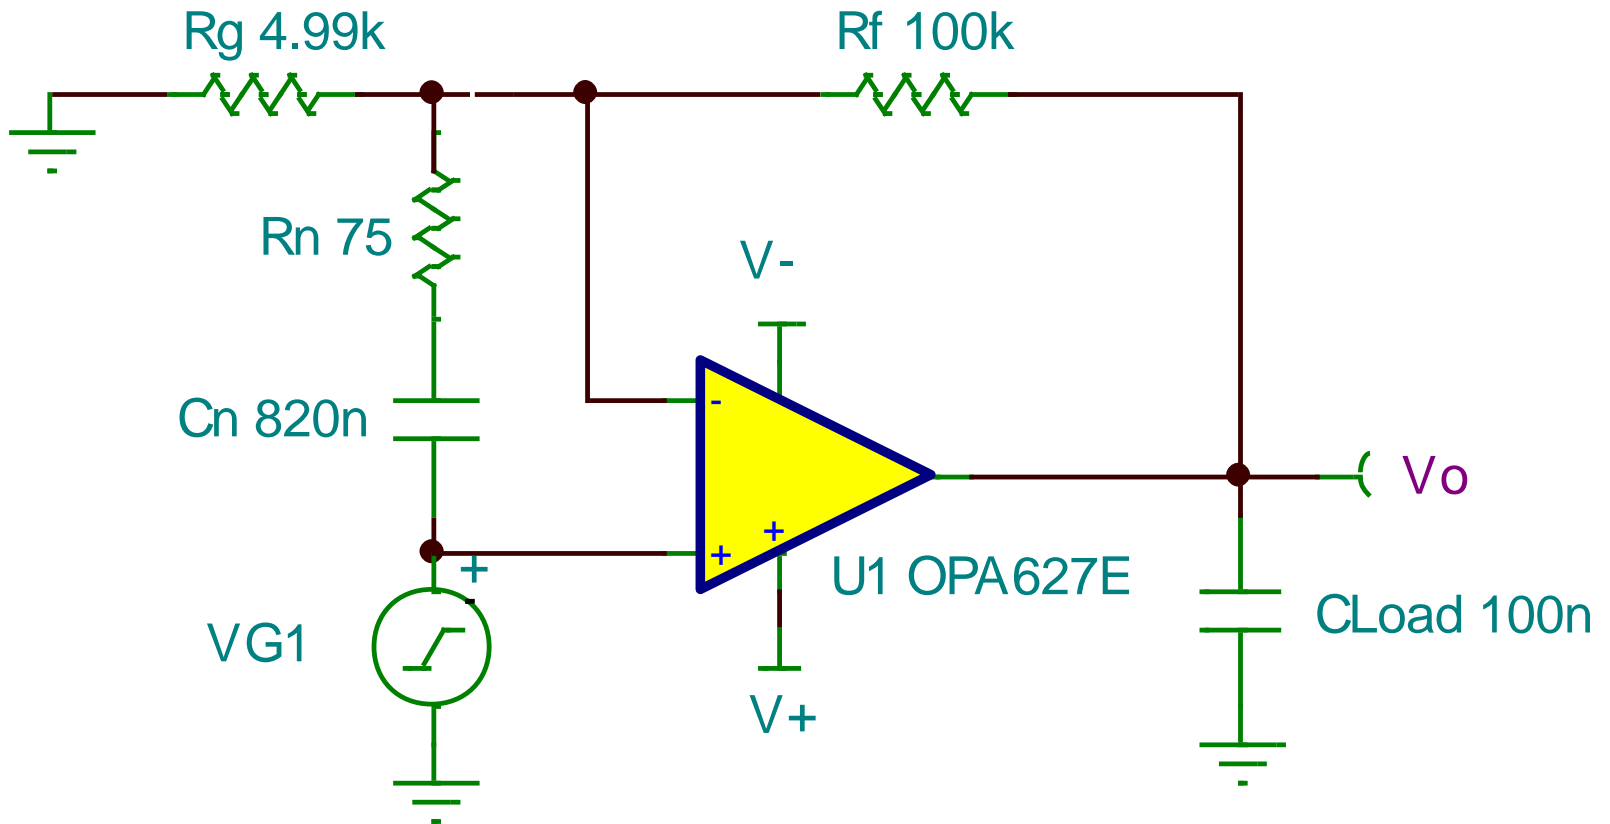 Rg 4.99k
Rf 100k
Rn 75
V-
Cn 820n
-
Vo
+
+
+
-
U1 OPA627E
CLoad 100n
VG1
V+